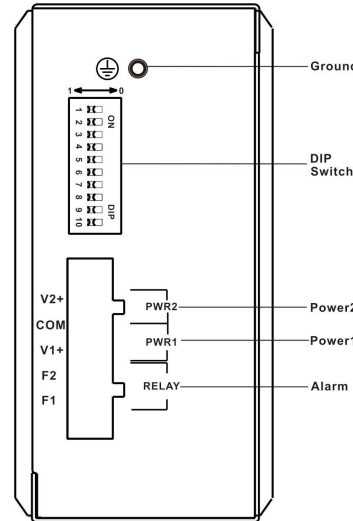 Ground
1 0
1 2 3 4 5 6 7 8 9 10
ON
DIP
DIP
Switch
V2+
COM
V1+
F2
F1
PWR2
PWR1
RELAY
Power2
Power1
Alarm